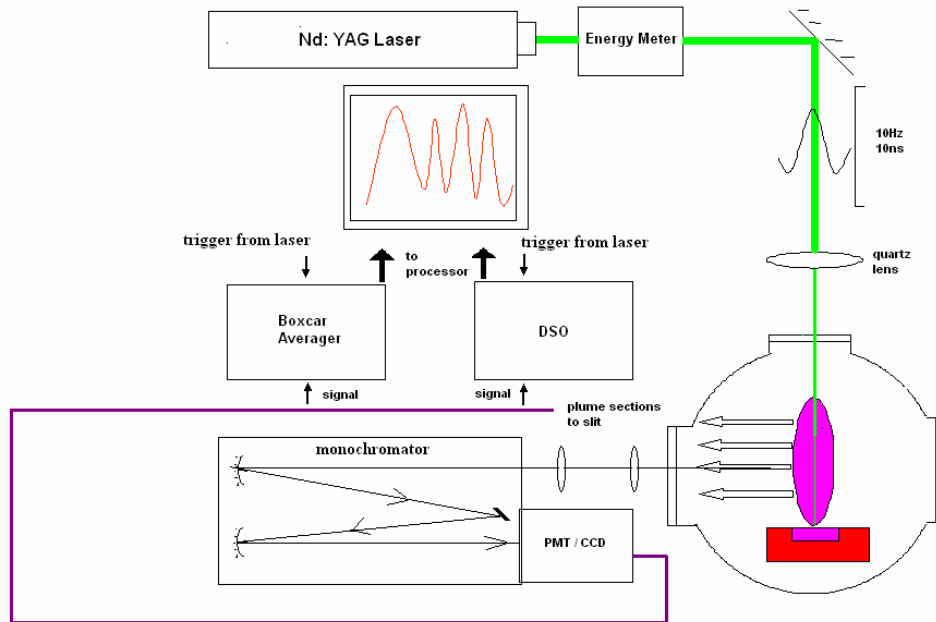 Nd: YAG Laser
Energy Meter
10Hz
10ns
trigger from laser
to
processor
trigger from laser
quartz
lens
Boxcar
Averager
DSO
signal
signal
plume sections
to slit
monochromator
PMT / CCD